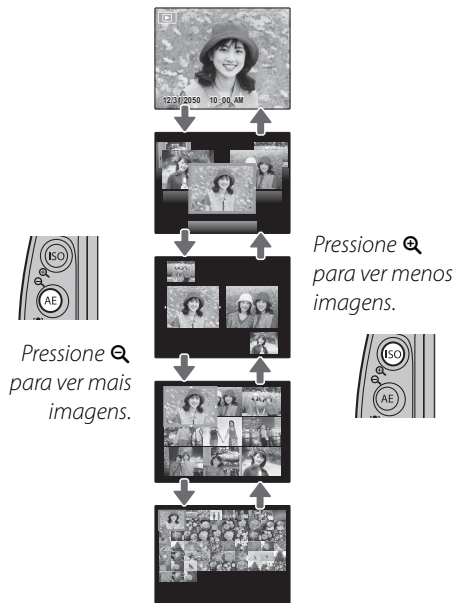 12/31/2050 10:00 AM
ISO
AE
Pressione
para ver mais
imagens.
Pressione
para ver menos
imagens.
ISO
AE